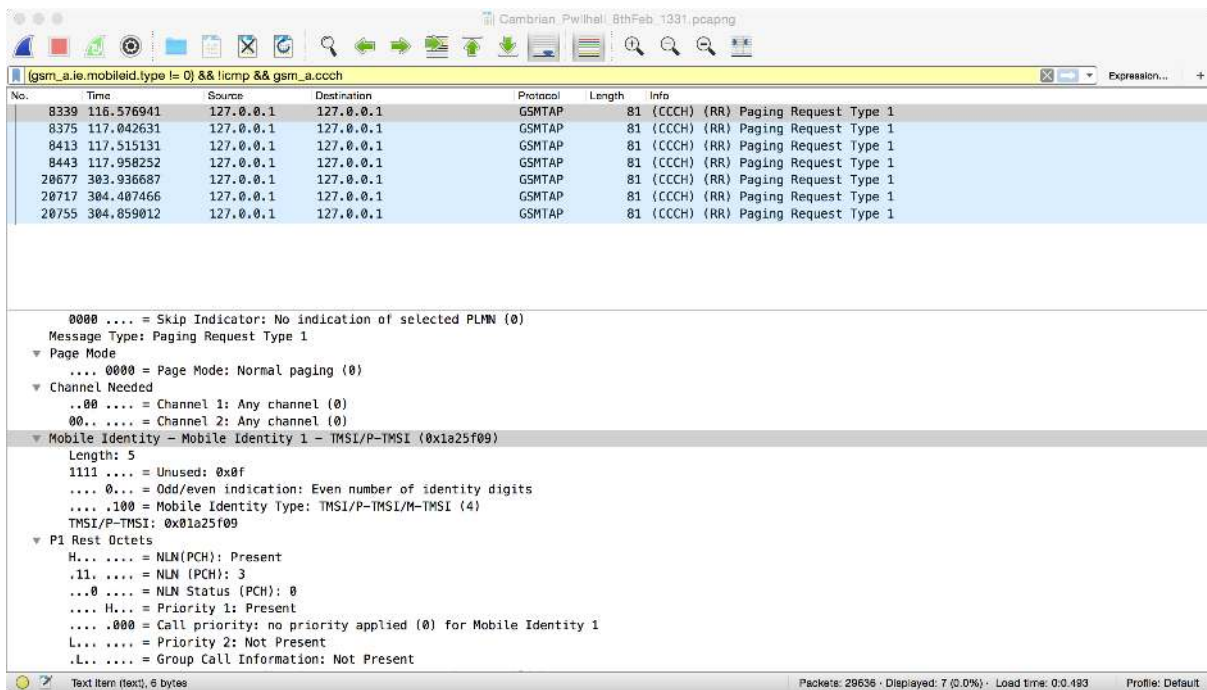 Cambrian_Pwllheli_8thFeb_1331.pcapng
(gsm_a.ie.mobileid.type != 0) && !icmp && gsm_a.ccch
Expression...
+
No. Time Source Destination Protocol Length Info
8339 116.576941 127.0.0.1 127.0.0.1 GSMTAP 81 (CCCH) (RR) Paging Request Type 1
8375 117.042631 127.0.0.1 127.0.0.1 GSMTAP 81 (CCCH) (RR) Paging Request Type 1
8413 117.515131 127.0.0.1 127.0.0.1 GSMTAP 81 (CCCH) (RR) Paging Request Type 1
8443 117.958252 127.0.0.1 127.0.0.1 GSMTAP 81 (CCCH) (RR) Paging Request Type 1
20677 303.936687 127.0.0.1 127.0.0.1 GSMTAP 81 (CCCH) (RR) Paging Request Type 1
20717 304.407466 127.0.0.1 127.0.0.1 GSMTAP 81 (CCCH) (RR) Paging Request Type 1
20755 304.859012 127.0.0.1 127.0.0.1 GSMTAP 81 (CCCH) (RR) Paging Request Type 1
0000 .... = Skip Indicator: No indication of selected PLMN (0)
Message Type: Paging Request Type 1
Page Mode
.... 0000 = Page Mode: Normal paging (0)
Channel Needed
..00 .... = Channel 1: Any channel (0)
00.. .... = Channel 2: Any channel (0)
Mobile Identity – Mobile Identity 1 – TMSI/P-TMSI (0x1a25f09)
Length: 5
1111 .... = Unused: 0x0f
.... 0... = Odd/even indication: Even number of identity digits
.... .100 = Mobile Identity Type: TMSI/P-TMSI/M-TMSI (4)
TMSI/P-TMSI: 0x01a25f09
P1 Rest Octets
H... .... = NLN(PCH): Present
.11. .... = NLN (PCH): 3
...0 .... = NLN Status (PCH): 0
.... H... = Priority 1: Present
.... .000 = Call priority: no priority applied (0) for Mobile Identity 1
L... .... = Priority 2: Not Present
.L.. .... = Group Call Information: Not Present
Text item (text), 6 bytes
Packets: 29636 · Displayed: 7 (0.0%) · Load time: 0:0.493
Profile: Default